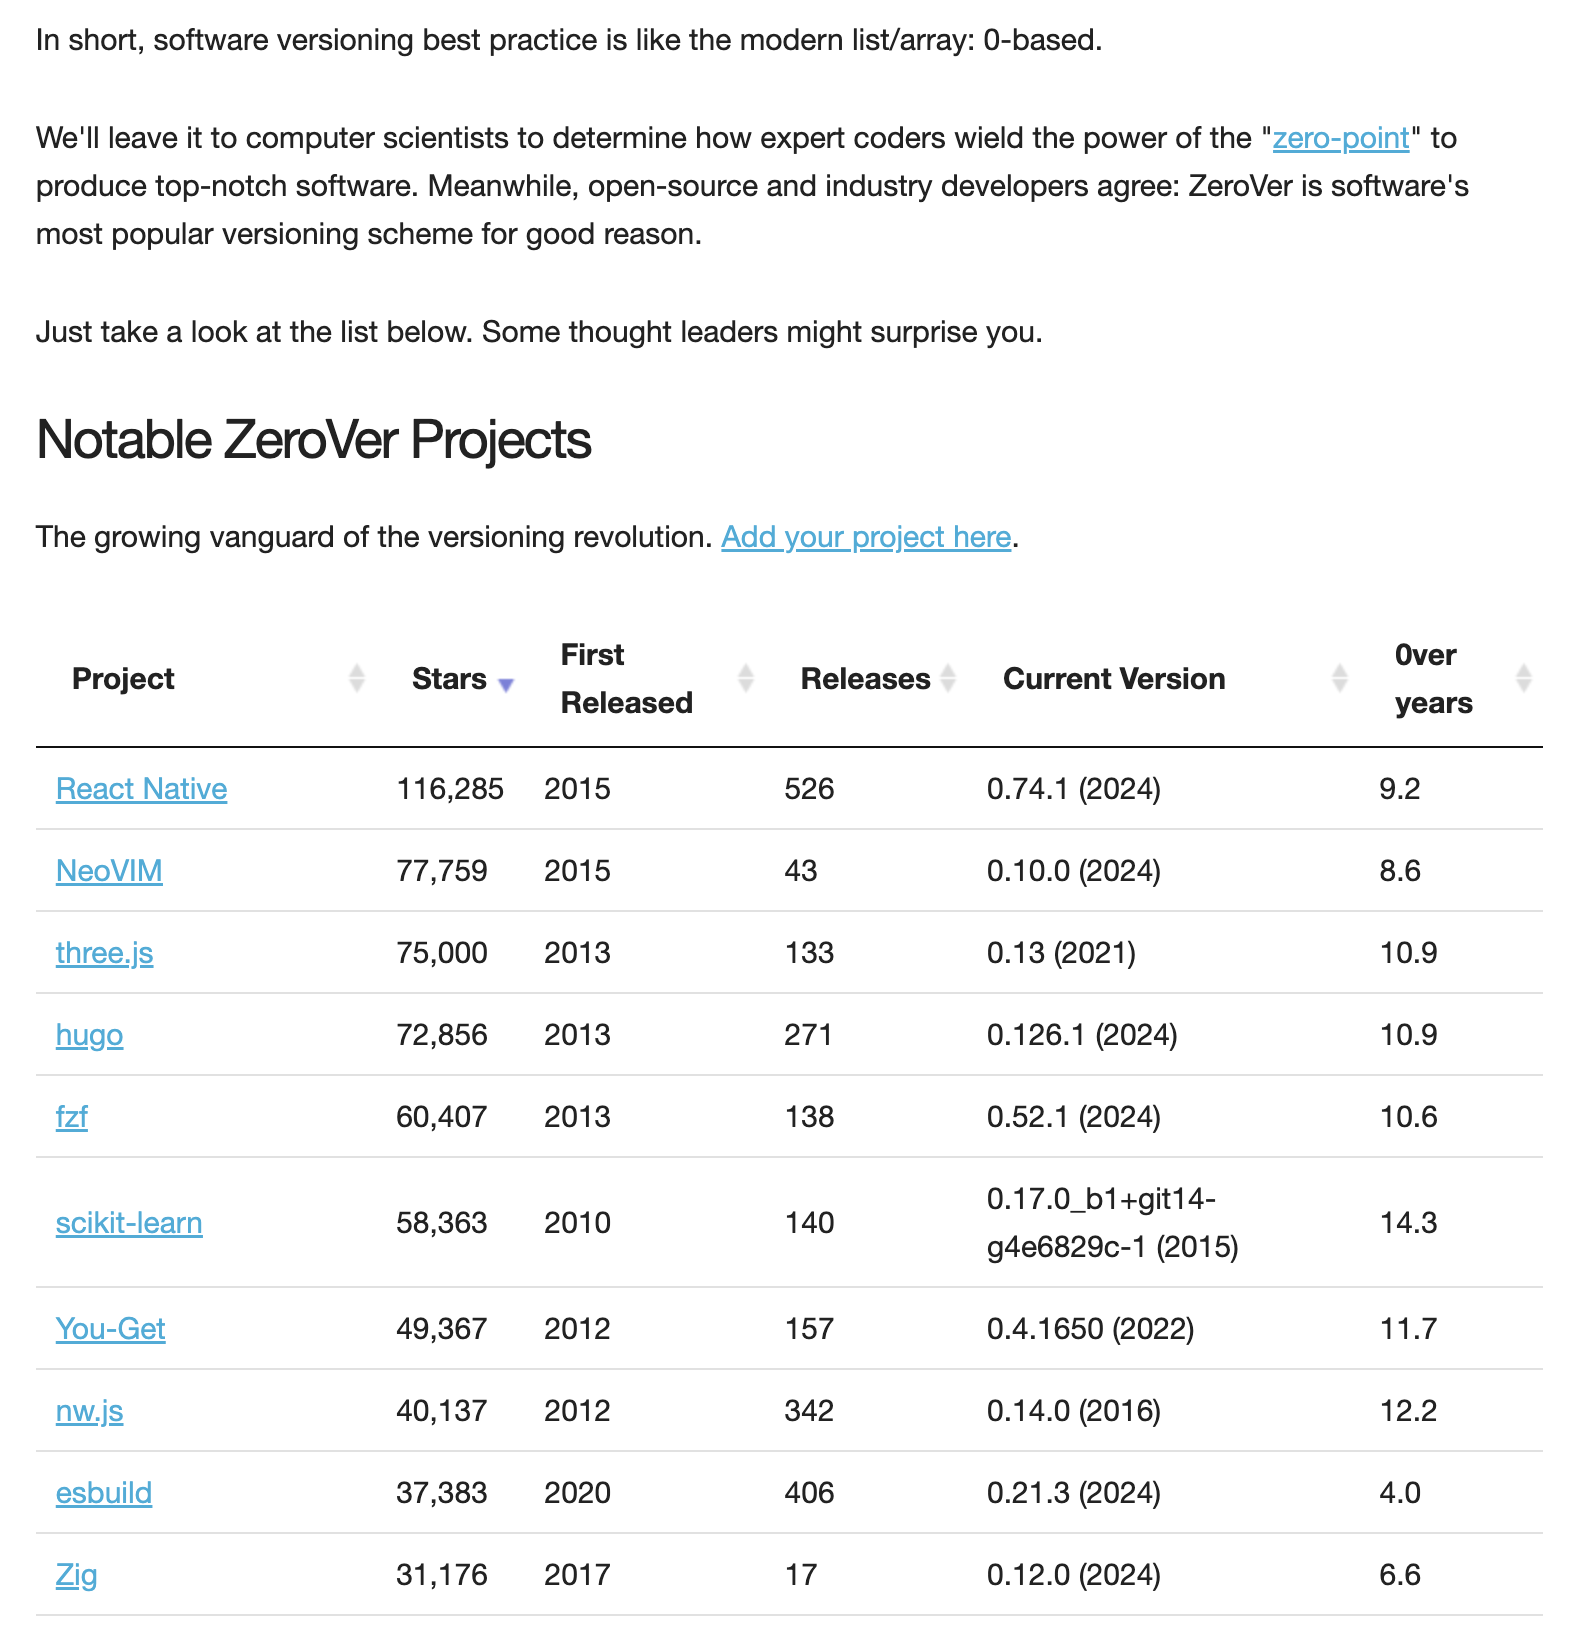 In short, software versioning best practice is like the modern list/array: 0-based.
We'll leave it to computer scientists to determine how expert coders wield the power of the "zero-point" to
produce top-notch software. Meanwhile, open-source and industry developers agree: ZeroVer is software's
most popular versioning scheme for good reason.
Just take a look at the list below. Some thought leaders might surprise you.
Notable ZeroVer Projects
The growing vanguard of the versioning revolution. Add your project here.
Project Stars First Released Releases Current Version 0ver years
React Native 116,285 2015 526 0.74.1 (2024) 9.2
NeoVIM 77,759 2015 43 0.10.0 (2024) 8.6
three.js 75,000 2013 133 0.13 (2021) 10.9
hugo 72,856 2013 271 0.126.1 (2024) 10.9
fzf 60,407 2013 138 0.52.1 (2024) 10.6
scikit-learn 58,363 2010 140 0.17.0_b1+git14-g4e6829c-1 (2015) 14.3
You-Get 49,367 2012 157 0.4.1650 (2022) 11.7
nw.js 40,137 2012 342 0.14.0 (2016) 12.2
esbuild 37,383 2020 406 0.21.3 (2024) 4.0
Zig 31,176 2017 17 0.12.0 (2024) 6.6